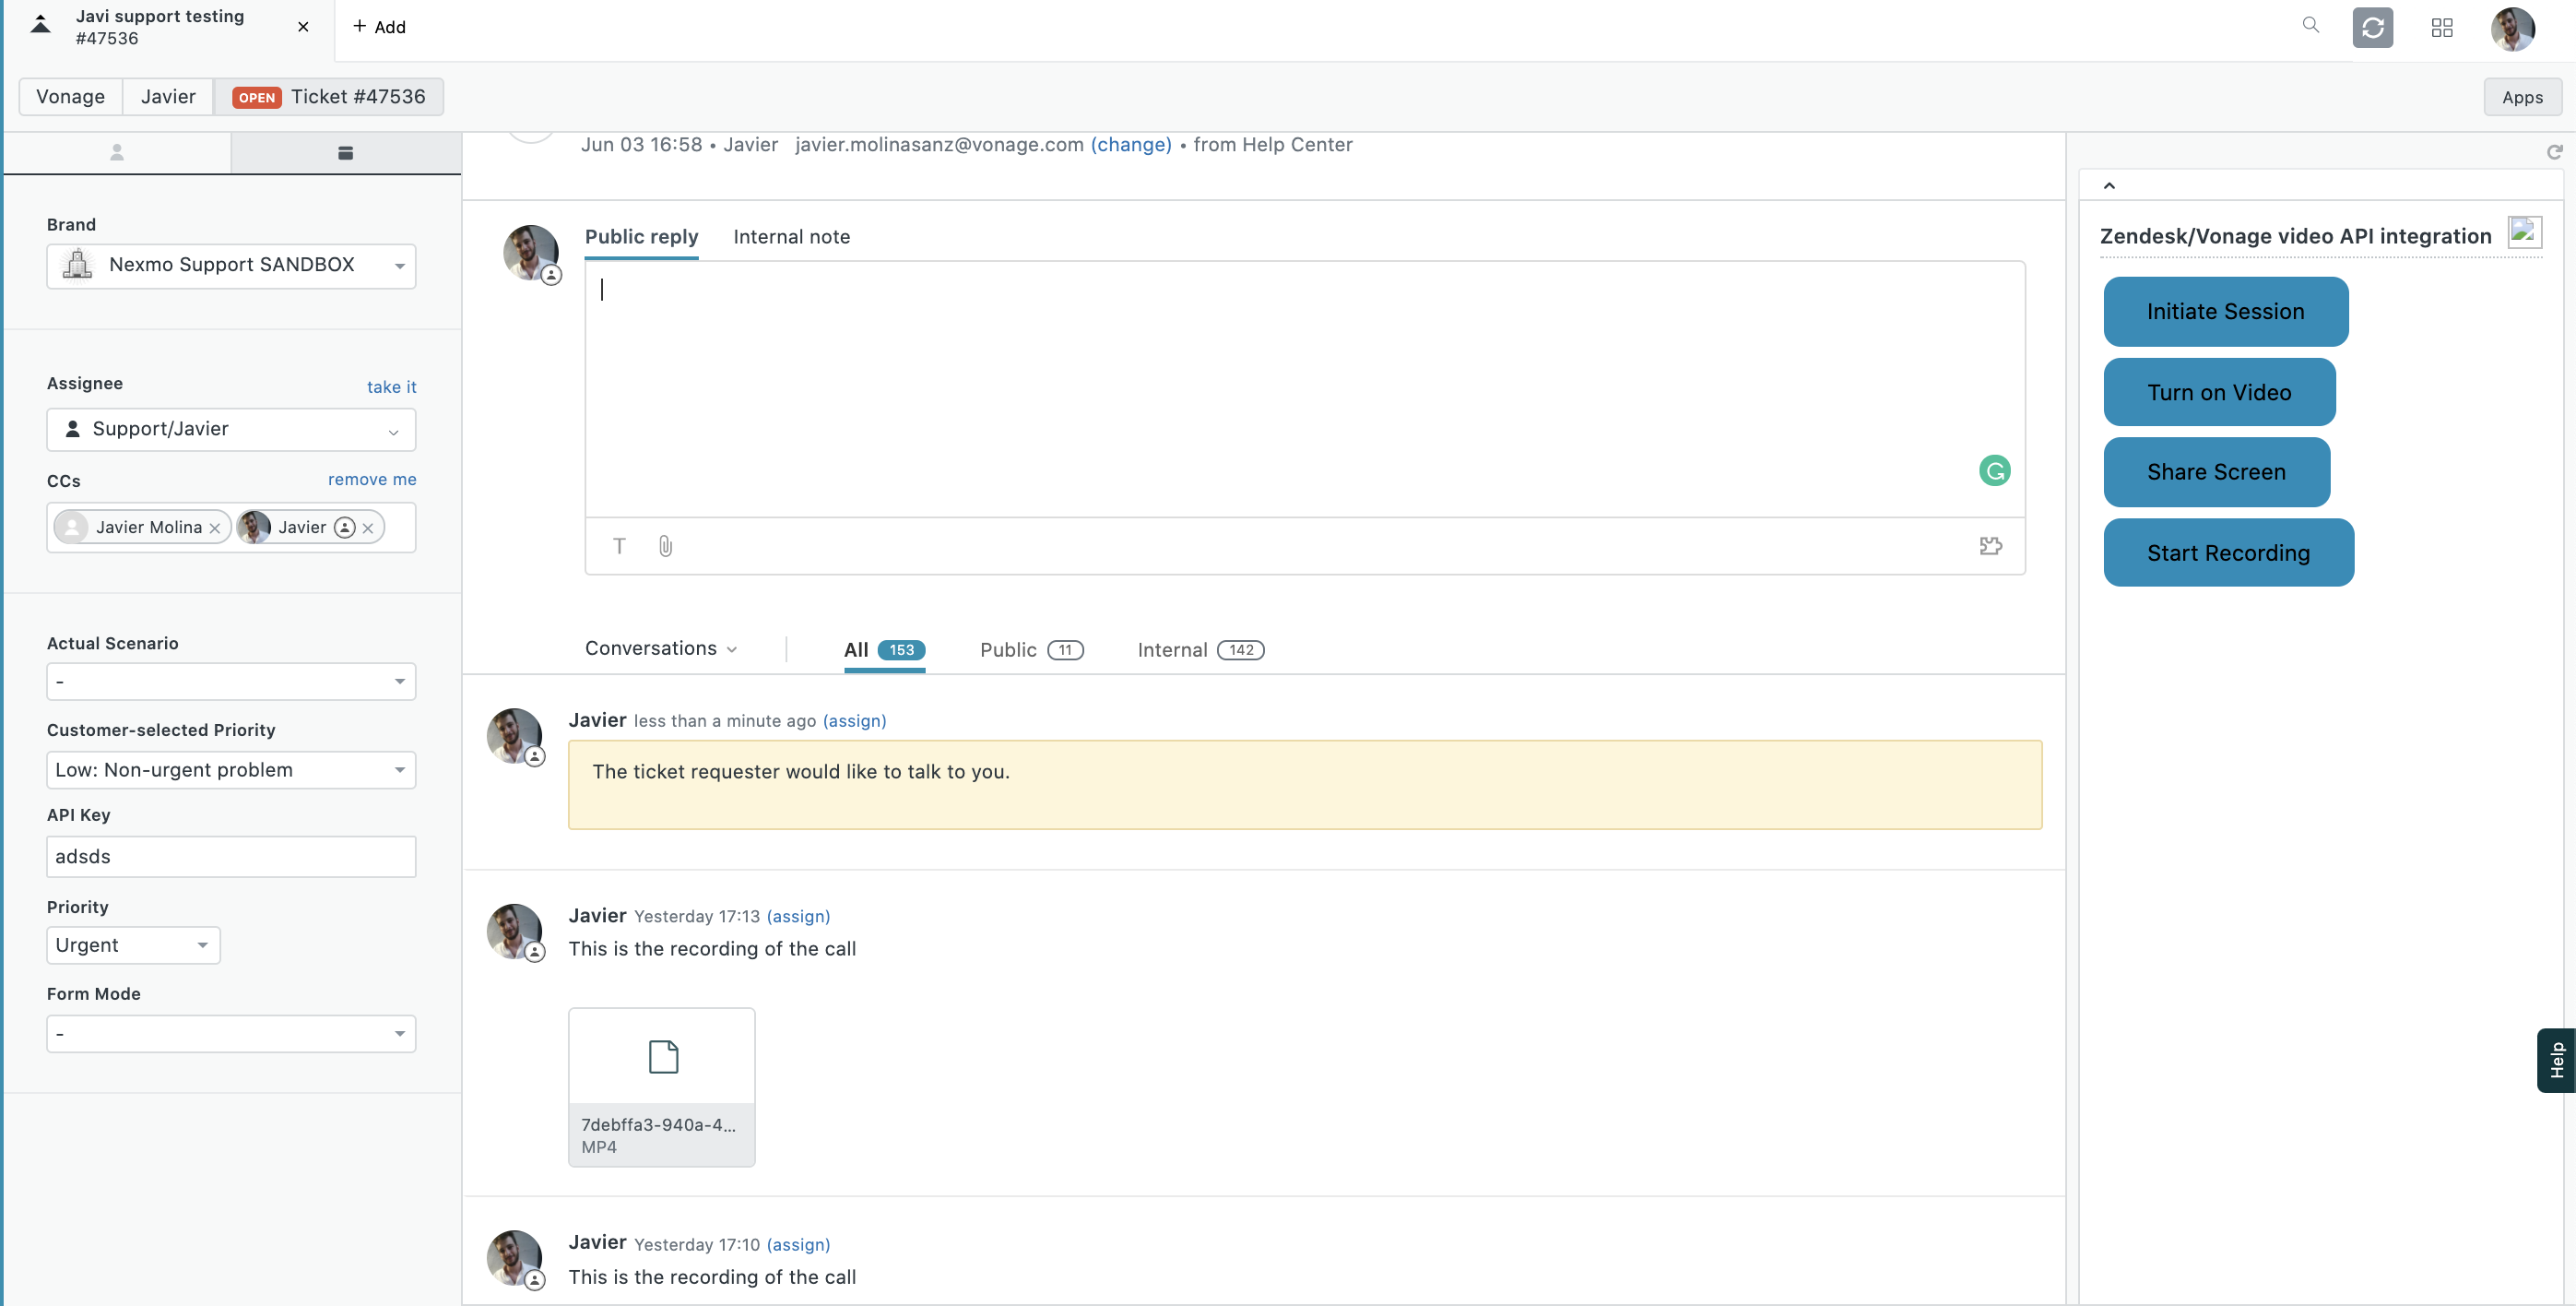 Javi support testing
#47536
+ Add
Vonage
Javier
OPEN Ticket #47536
Apps
Brand
Nexmo Support SANDBOX
Assignee
take it
Support/Javier
CCs
remove me
Javier Molina
Javier
Actual Scenario
-
Customer-selected Priority
Low: Non-urgent problem
API Key
adsds
Priority
Urgent
Form Mode
-
Jun 03 16:58 • Javier javier.molinasanz@vonage.com (change) • from Help Center
Public reply
Internal note
T
Conversations
All 153
Public 11
Internal 142
Javier less than a minute ago (assign)
The ticket requester would like to talk to you.
Javier Yesterday 17:13 (assign)
This is the recording of the call
7debffa3-940a-4...
MP4
Javier Yesterday 17:10 (assign)
This is the recording of the call
Zendesk/Vonage video API integration
Initiate Session
Turn on Video
Share Screen
Start Recording
Help